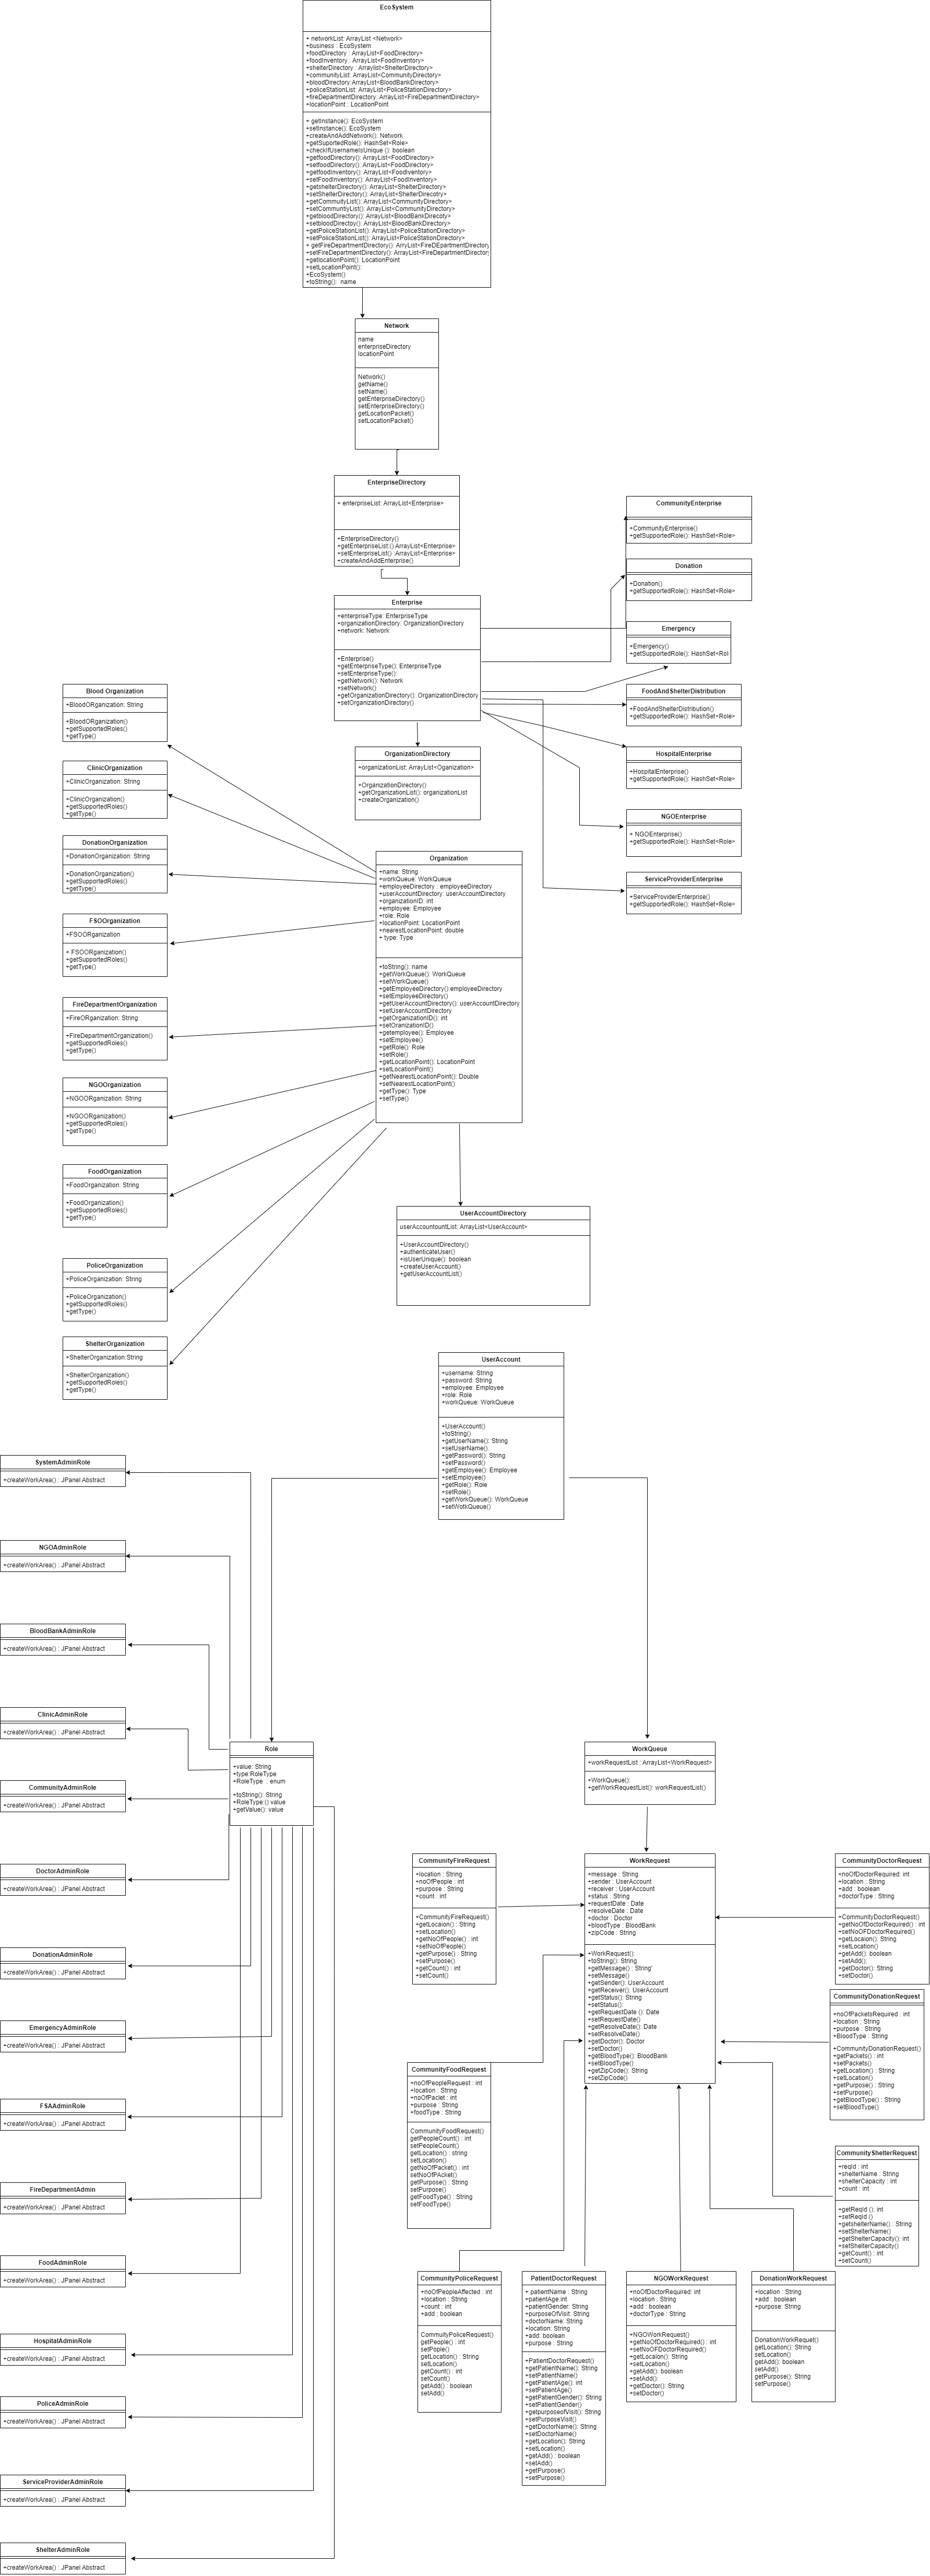 EcoSystem
+ networkList: ArrayList <Network>
+business : EcoSystem
+foodDirectory : ArrayList<FoodDirectory>
+foodInventory : ArrayList<FoodInventory>
+shelterDirectory : Arraylist<ShelterDirectory>
+communityList: ArrayList<CommunityDirectory>
+bloodDirectory:ArrayList<BloodBankDirectory>
+policeStationList: ArrayList<PoliceStationDirectory>
+fireDepartmentDirectory: ArrayList<FireDepartmentDirectory>
+locationPoint : LocationPoint
+ getInstance(): EcoSystem
+setInstance(): EcoSystem
+createAndAddNetwork(): Network
+getSuportedRole(): HashSet<Role>
+checkIfUsernameIsUnique (): boolean
+getfoodDirectory(): ArrayList<FoodDirectory>
+setfoodDirectory(): ArrayList<FoodDirectory>
+getfoodInventory(): ArrayList<FoodIventory>
+setFoodInventory(): ArrayList<FoodInventory>
+getshelterDirectory(): ArrayList<ShelterDirectory>
+setShelterDirectory(): ArrayList<ShelterDirecotry>
+getCommuityList(): ArrayList<CommunityDirectory>
+setCommuntiyList(): ArrayList<CommunityDirectory>
+getbloodDirectory(): ArrayList<BloodBankDirecoty>
+setbloodDirectoy(): ArrayList<BloodBankDirectory>
+getPoliceStationList(): ArrayList<PoliceStationDirectory>
+setPoliceStationList(): ArrayList<PoliceStationDirectory>
+ getFireDepartmentDirectory(): ArryList<FireDEpartmentDirectory
+setFireDepartmentDirectory(): ArrayList<FireDepartmentDirectory
+getlocationPoint(): LocationPoint
+setLocationPoint():
+EcoSystem()
+toString(): name
Network
name
enterpriseDirectory
locationPoint
Network()
getName()
setName()
getEnterpriseDirectory()
setEnterpriseDirectory()
getLocationPacket()
setLocationPacket()
EnterpriseDirectory
+ enterpriseList: ArrayList<Enterprise>
+EnterpriseDirectory()
+getEnterpriseList:() ArrayList<Enterprise>
+setEnterpriseList() :ArrayList<Enterprise>
+createAndAddEnterprise()
CommunityEnterprise
+CommunityEnterprise()
+getSupportedRole(): HashSet<Role>
Donation
+Donation()
+getSupportedRole(): HashSet<Role>
Enterprise
+enterpriseType: EnterpriseType
+organizationDirectory: OrganizationDirectory
+network: Network
+Enterprise()
+getEnterpriseType(): EnterpriseType
+setEnterpriseType():
+getNetwork(): Network
+setNetwork()
+getOrganizationDirectory(): OrganizationDirectory
+setOrganizationDirectory()
Emergency
+Emergency()
+getSupportedRole(): HashSet<Rol
FoodAndShelterDistribution
+FoodAndShelterDistribution()
+getSupportedRole(): HashSet<Role>
HospitalEnterprise
+HospitalEnterprise()
+getSupportedRole(): HashSet<Role>
NGOEnterprise
+ NGOEnterprise()
+getSupportedRole(): HashSet<Role>
ServiceProviderEnterprise
+ServiceProviderEnterprise()
+getSupportedRole(): HashSet<Role>
OrganizationDirectory
+organizationList: ArrayList<Oganization>
+OrganizationDirectory()
+getOrganizationList(): organizationList
+createOrganization()
Blood Organization
+BloodORganization: String
+BloodORganization()
+getSupportedRoles()
+getType()
ClinicOrganization
+ClinicOrganization: String
+ClinicOrganization()
+getSupportedRoles()
+getType()
DonationOrganization
+DonationOrganization: String
+DonationOrganization()
+getSupportedRoles()
+getType()
FSOOrganization
+FSOORganization
+ FSOORganization()
+getSupportedRoles()
+getType()
FireDepartmentOrganization
+FireORganization: String
+FireDepartmentOrganization()
+getSupportedRoles()
+getType()
NGOOrganization
+NGOORganization: String
+NGOORganization()
+getSupportedRoles()
+getType()
FoodOrganization
+FoodOrganization: String
+FoodOrganization()
+getSupportedRoles()
+getType()
PoliceOrganization
+PoliceOrganization: String
+PoliceOrganization()
+getSupportedRoles()
+getType()
ShelterOrganization
+ShelterOrganization:String
+ShelterOrganization()
+getSupportedRoles()
+getType()
Organization
+name: String
+workQueue: WorkQueue
+employeeDirectory : employeeDirectory
+userAccountDirectory: userAccountDirectory
+organizationID: int
+employee: Employee
+role: Role
+locationPoint: LocationPoint
+nearestLocationPoint: double
+ type: Type
+toString(): name
+getWorkQueue(): WorkQueue
+setWorkQueue()
+getEmployeeDirectory():employeeDirectory
+setEmployeeDirectory()
+getUserAccountDirectory(): userAccountDirectory
+setUserAccountDirectory
+getOrganizationID(): int
+setOranizationID()
+getemployee(): Employee
+setEmployee()
+getRole(): Role
+setRole()
+getLocationPoint(): LocationPoint
+setLocationPoint()
+getNearestLocationPoint(): Double
+setNearestLocationPoint()
+getType(): Type
+setType()
UserAccountDirectory
userAccountountList: ArrayList<UserAccount>
+UserAccountDirectory()
+authenticateUser()
+isUserUnique(): boolean
+createUserAccount()
+getUserAccountList()
UserAccount
+username: String
+password: String
+employee: Employee
+role: Role
+workQueue: WorkQueue
+UserAccount()
+toString()
+getUserName(): String
+setUserName()
+getPassword(): String
+setPassword()
+getEmployee(): Employee
+setEmployee()
+getRole(): Role
+setRole()
+getWorkQueue(): WorkQueue
+setWotkQueue()
SystemAdminRole
+createWorkArea() : JPanel Abstract
NGOAdminRole
+createWorkArea() : JPanel Abstract
BloodBankAdminRole
+createWorkArea() : JPanel Abstract
ClinicAdminRole
+createWorkArea() : JPanel Abstract
CommunityAdminRole
+createWorkArea() : JPanel Abstract
DoctorAdminRole
+createWorkArea() : JPanel Abstract
DonationAdminRole
+createWorkArea() : JPanel Abstract
EmergencyAdminRole
+createWorkArea() : JPanel Abstract
FSAAdminRole
+createWorkArea() : JPanel Abstract
FireDepartmentAdmin
+createWorkArea() : JPanel Abstract
FoodAdminRole
+createWorkArea() : JPanel Abstract
HospitalAdminRole
+createWorkArea() : JPanel Abstract
PoliceAdminRole
+createWorkArea() : JPanel Abstract
ServiceProviderAdminRole
+createWorkArea() : JPanel Abstract
ShelterAdminRole
+createWorkArea() : JPanel Abstract
Role
+value: String
+type:RoleType
+RoleType : enum
+toString(): String
+RoleType:() value
+getValue(): value
WorkQueue
+workRequestList : ArrayList<WorkRequest>
+WorkQueue():
+getWorkRequestList(): workRequestList()
CommunityFireRequest
+location : String
+noOfPeople : int
+purpose : String
+count : int
+CommunityFireRequest()
+getLocaion() : String
+setLocation()
+getNoOfPeople() : int
+setNoOfPeople()
+getPurpose() : String
+setPurpose()
+getCount() : int
+setCount()
WorkRequest
+message : String
+sender : UserAccount
+receiver : UserAccount
+status : String
+requestDate : Date
+resolveDate : Date
+doctor : Doctor
+bloodType : BloodBank
+zipCode : String
+WorkRequest():
+toString(): String
+getMessage() : String'
+setMessage()
+getSender(): UserAccount
+getReceiver(): UserAccount
+getStatus(): String
+setStatus():
+getRequestDate (): Date
+setRequestDate()
+getResolveDate(): Date
+setResolveDate()
+getDoctor(): Doctor
+setDoctor()
+getBloodType(): BloodBank
+setBloodType()
+getZipCode(): String
+setZipCode()
CommunityDoctorRequest
+noOfDoctorRequired: int
+location : String
+add : boolean
+doctorType : String
+CommunityDoctorRequest()
+getNoOfDoctorRequired() : int
+setNoOFDoctorRequired()
+getLocaion(): String
+setLocation()
+getAdd(): boolean
+setAdd():
+getDoctor(): String
+setDoctor()
CommunityDonationRequest
+noOfPacketsRequired : int
+location : String
+purpose : String
+BloodType : String
+CommunityDonationRequest()
+getPackets() : int
+setPackets()
+getLocation() : String
+setLocation()
+getPurpose() : String
+setPurpose()
+getBloodType() : String
+setBloodType()
CommunityFoodRequest
+noOfPeopleRequest : int
+location : String
+noOfPaclet : int
+purpose : String
+foodType : String
CommunityFoodRequest()
getPeopleCount() : int
setPeopleCount()
getLocation() : string
setLocation()
getNoOfPacket() : int
setNoOfPAcket()
getPurpose() : String
setPurpose()
getFoodType() : String
setFoodType()
CommunityShelterRequest
+reqId : int
+shelterName : String
+shelterCapacity : int
+count : int
+getReqId (): int
+setReqId ()
+getshelterName() : String
+setShelterName()
+getShelterCapacity(): int
+setShelterCapacity()
+getCount() : int
+setCount()
CommunityPoliceRequest
+noOfPeopleAffected : int
+location : String
+count : int
+add : boolean
CommuityPoliceRequest()
getPeople() : int
setPople()
getLocation() : String
setLocation()
getCount() : int
setCount()
getAdd() : boolean
setAdd()
PatientDoctorRequest
+ patientName : String
+patientAge:int
+patientGender: String
+purposeOfVisit: String
+doctorName: String
+location: String
+add: boolean
+purpose : String
+PatientDoctorRequest()
+getPatientName(): String
+setPatientName()
+getPatientAge(): int
+setPatientAge()
+getPatientGender(): String
+setPatientGender()
+getpurposeofVisit(): String
+setPurposeVisit()
+getDoctorName(): String
+setDoctorName()
+getLocation(): String
+setLocation()
+getAdd() : boolean
+setAdd()
+getPurpose()
+setPurpose()
NGOWorkRequest
+noOfDoctorRequired: int
+location : String
+add : boolean
+doctorType : String
+NGOWorkRequest()
+getNoOfDoctorRequired() : int
+setNoOFDoctorRequired()
+getLocaion(): String
+setLocation()
+getAdd(): boolean
+setAdd():
+getDoctor(): String
+setDoctor()
DonationWorkRequest
+location : String
+add : boolean
+purpose: String
DonationWorkRequet()
getLocation(): String
setLocation()
getAdd(): boolean
setAdd()
getPurpose(): String
setPurpose()